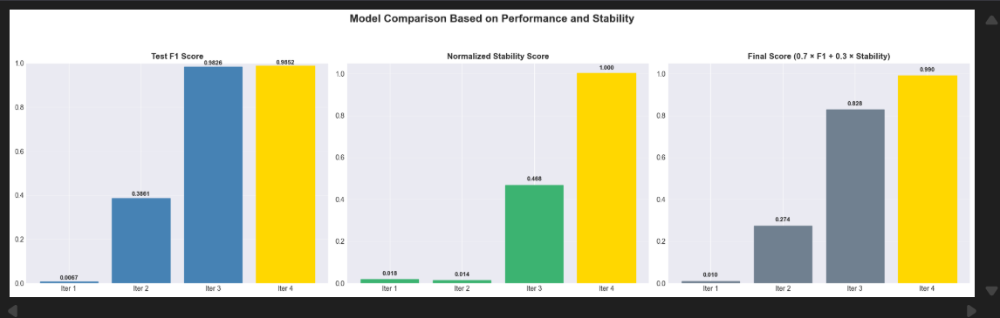 Model Comparison Based on Performance and Stability
Test F1 Score
1.0
0.8
0.6
0.4
0.2
0.0
0.0067
0.3861
0.9826
0.9852
Iter 1
Iter 2
Iter 3
Iter 4
Normalized Stability Score
1.0
0.8
0.6
0.4
0.2
0.0
0.018
0.014
0.468
1.000
Iter 1
Iter 2
Iter 3
Iter 4
Final Score (0.7 × F1 + 0.3 × Stability)
1.0
0.8
0.6
0.4
0.2
0.0
0.010
0.274
0.828
0.990
Iter 1
Iter 2
Iter 3
Iter 4